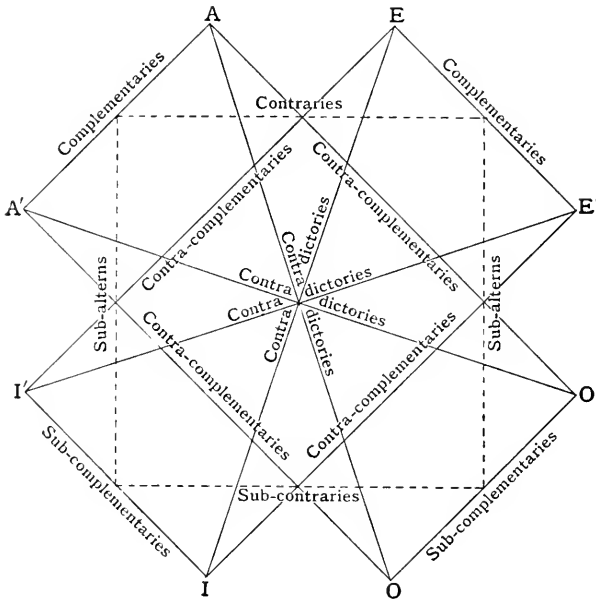 A
E
Complementaries
Complementaries
Contraries
Contra-complementaries
Contra-complementaries
A'
E
Contra dictories
Contra dictories
Contra dictories
Contra dictories
Sub-alterns
Sub-alterns
Contra-complementaries
Contra-complementaries
I'
O
Sub-complementaries
Sub-contraries
Sub-complementaries
I
O